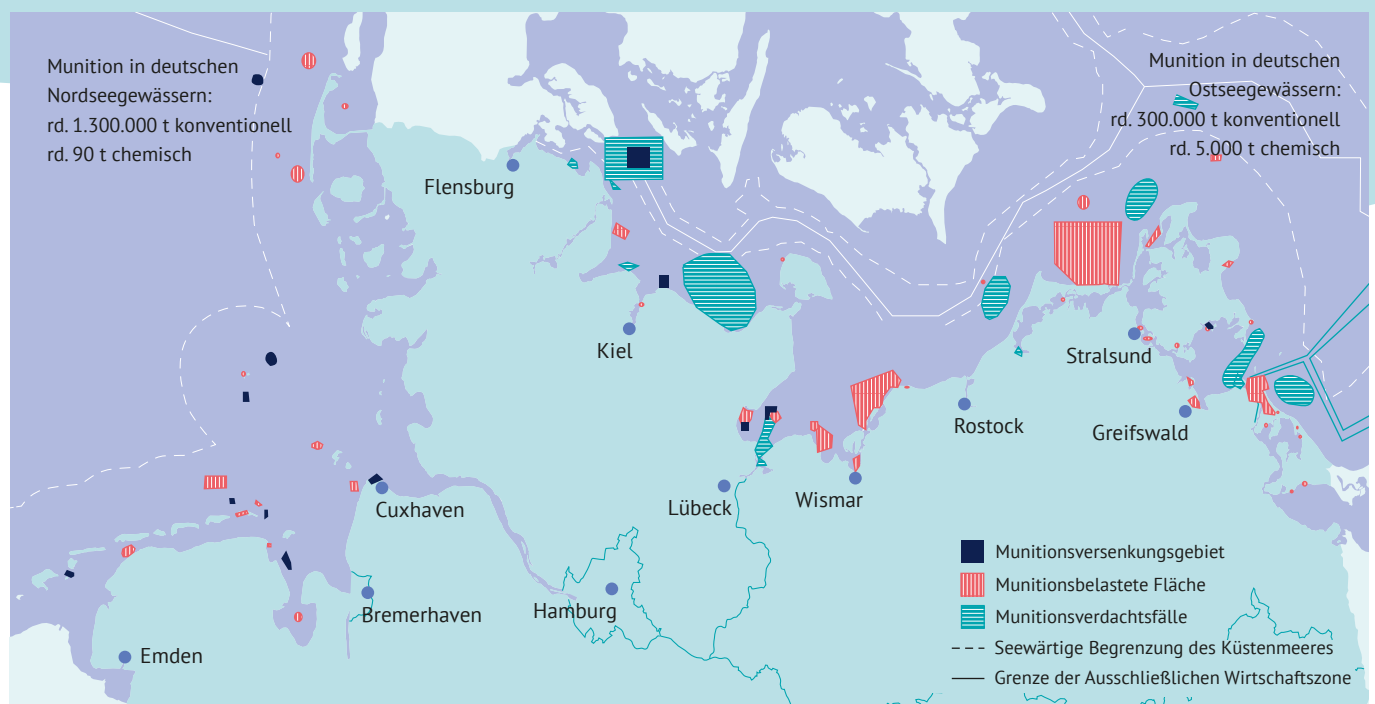 Munition in deutschen
Nordseegewässern:
rd. 1.300.000 t konventionell
rd. 90 t chemisch
Munition in deutschen
Ostseegewässern:
rd. 300.000 t konventionell
rd. 5.000 t chemisch
Flensburg
Kiel
Stralsund
Rostock
Greifswald
Cuxhaven
Lübeck
Wismar
Bremerhaven
Hamburg
Emden
Munitionsversenkungsgebiet
Munitionsbelastete Fläche
Munitionsverdachtsfälle
Seewärtige Begrenzung des Küstenmeeres
Grenze der Ausschließlichen Wirtschaftszone